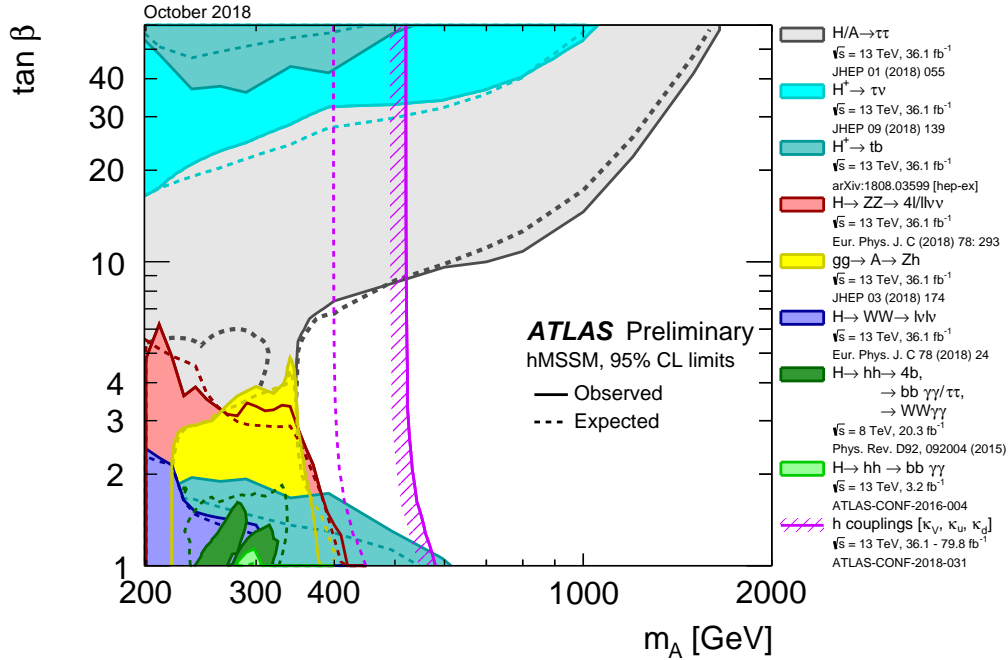 October 2018
tan β
40
30
20
10
4
3
2
1
200
300
400
1000
2000
m_A [GeV]
ATLAS Preliminary
hMSSM, 95% CL limits
Observed
Expected
H/A→ττ
√s = 13 TeV, 36.1 fb⁻¹
JHEP 01 (2018) 055
H⁺→ τν
√s = 13 TeV, 36.1 fb⁻¹
JHEP 09 (2018) 139
H⁺→ tb
√s = 13 TeV, 36.1 fb⁻¹
arXiv:1808.03599 [hep-ex]
H→ ZZ→ 4l/llνν
√s = 13 TeV, 36.1 fb⁻¹
Eur. Phys. J. C (2018) 78: 293
gg→ A→ Zh
√s = 13 TeV, 36.1 fb⁻¹
JHEP 03 (2018) 174
H→ WW→ lνlν
√s = 13 TeV, 36.1 fb⁻¹
Eur. Phys. J. C 78 (2018) 24
H→ hh→ 4b,
→ bb γγ/ττ,
→ WWγγ
√s = 8 TeV, 20.3 fb⁻¹
Phys. Rev. D92, 092004 (2015)
H→ hh → bb γγ
√s = 13 TeV, 3.2 fb⁻¹
ATLAS-CONF-2016-004
h couplings [κ_V, κ_u, κ_d]
√s = 13 TeV, 36.1 - 79.8 fb⁻¹
ATLAS-CONF-2018-031